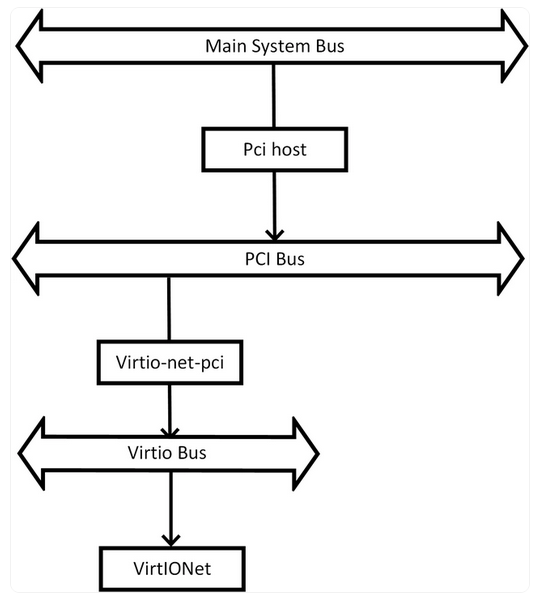 Main System Bus
Pci host
PCI Bus
Virtio-net-pci
Virtio Bus
VirtIONet